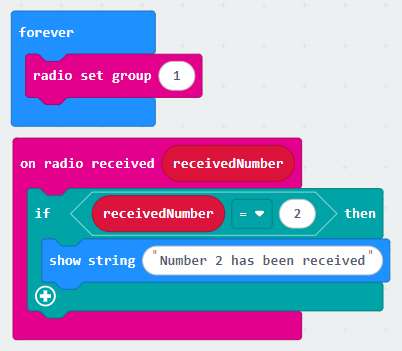 forever
radio set group 1
on radio received receivedNumber
if receivedNumber = 2 then
show string "Number 2 has been received"